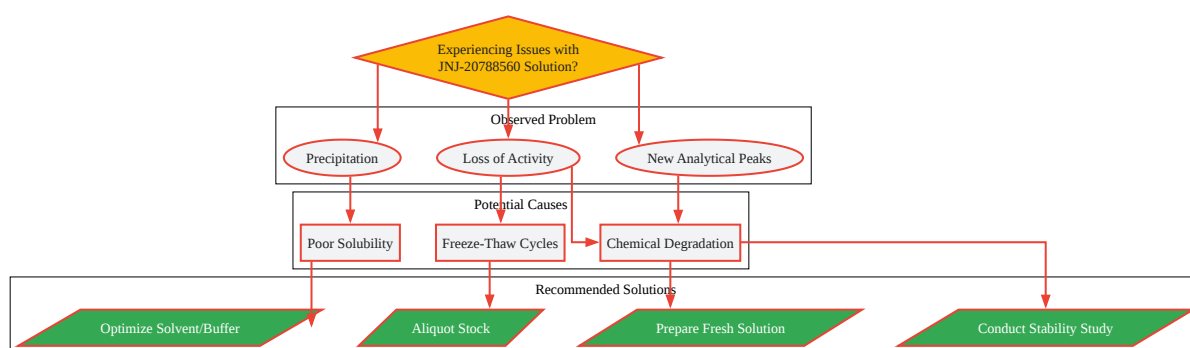 Experiencing Issues with
JNJ-20788560 Solution?
Observed Problem
Precipitation
Loss of Activity
New Analytical Peaks
Potential Causes
Poor Solubility
Freeze-Thaw Cycles
Chemical Degradation
Recommended Solutions
Optimize Solvent/Buffer
Aliquot Stock
Prepare Fresh Solution
Conduct Stability Study